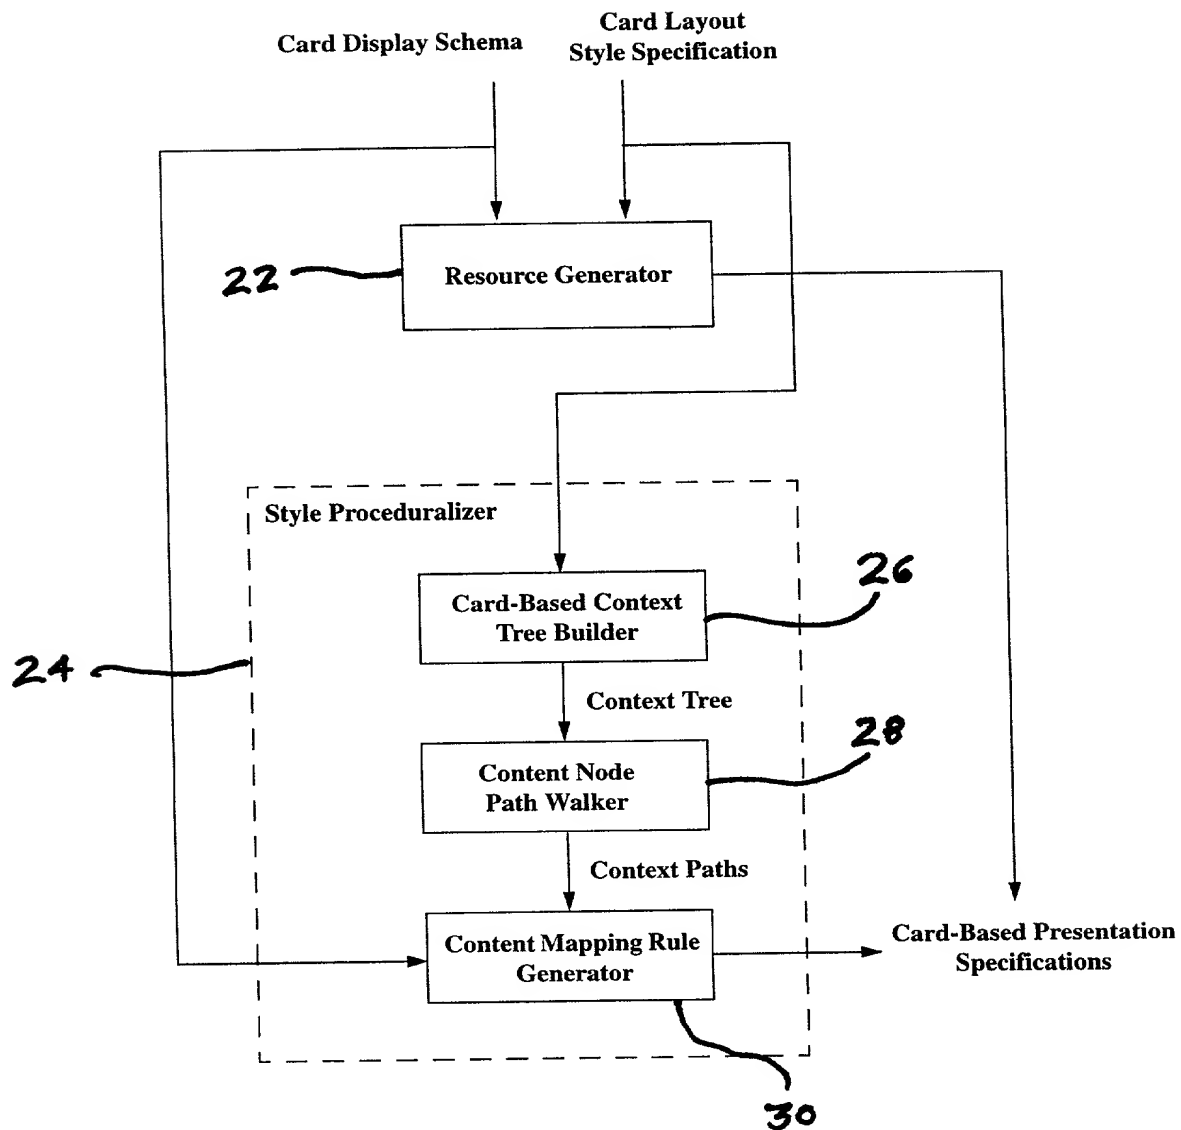 Card Display Schema
Card Layout
Style Specification
22
Resource Generator
Style Proceduralizer
26
Card-Based Context
Tree Builder
24
Context Tree
28
Content Node
Path Walker
Context Paths
Content Mapping Rule
Generator
Card-Based Presentation
Specifications
30